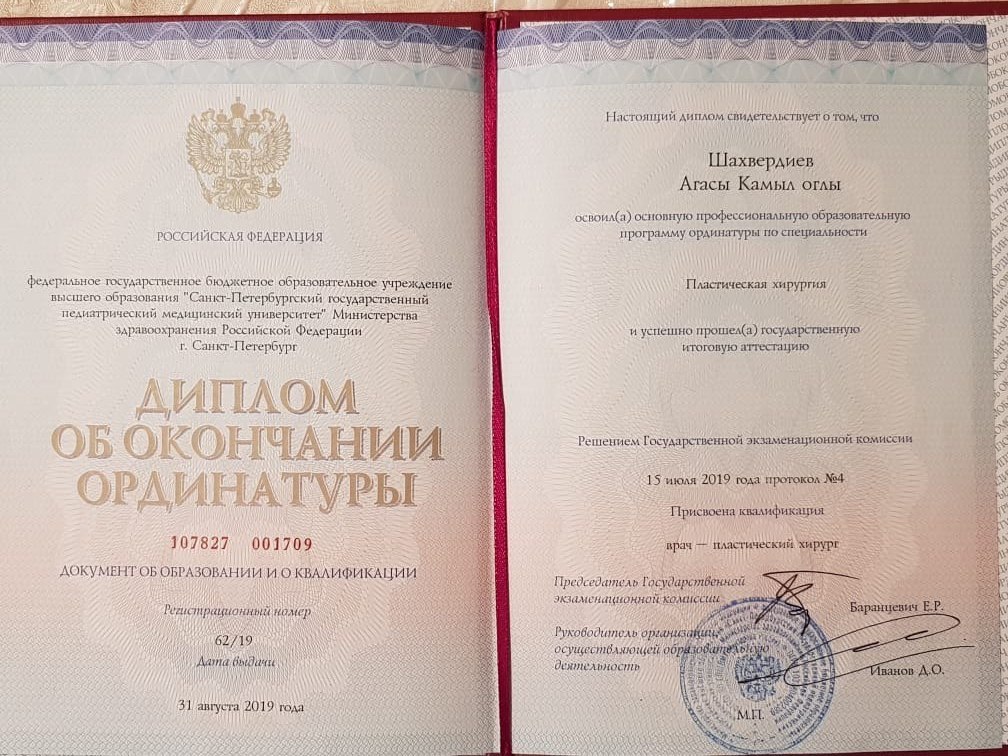 РОССИЙСКАЯ ФЕДЕРАЦИЯ
федеральное государственное бюджетное образовательное учреждение
высшего образования "Санкт-Петербургский государственный
педиатрический медицинский университет" Министерства
здравоохранения Российской Федерации
г. Санкт-Петербург
ДИПЛОМ
ОБ ОКОНЧАНИИ
ОРДИНАТУРЫ
107827 001709
ДОКУМЕНТ ОБ ОБРАЗОВАНИИ И О КВАЛИФИКАЦИИ
Регистрационный номер
62/19
Дата выдачи
31 августа 2019 года
Настоящий диплом свидетельствует о том, что
Шахвердиев
Агасы Камыл оглы
освоил(а) основную профессиональную образовательную
программу ординатуры по специальности
Пластическая хирургия
и успешно прошел(а) государственную
итоговую аттестацию
Решением Государственной экзаменационной комиссии
15 июля 2019 года протокол №4
Присвоена квалификация
врач — пластический хирург
Председатель Государственной
экзаменационной комиссии
Баранцевич Е.Р.
Руководитель организации,
осуществляющей образовательную
деятельность
Иванов Д.О.
М.П.